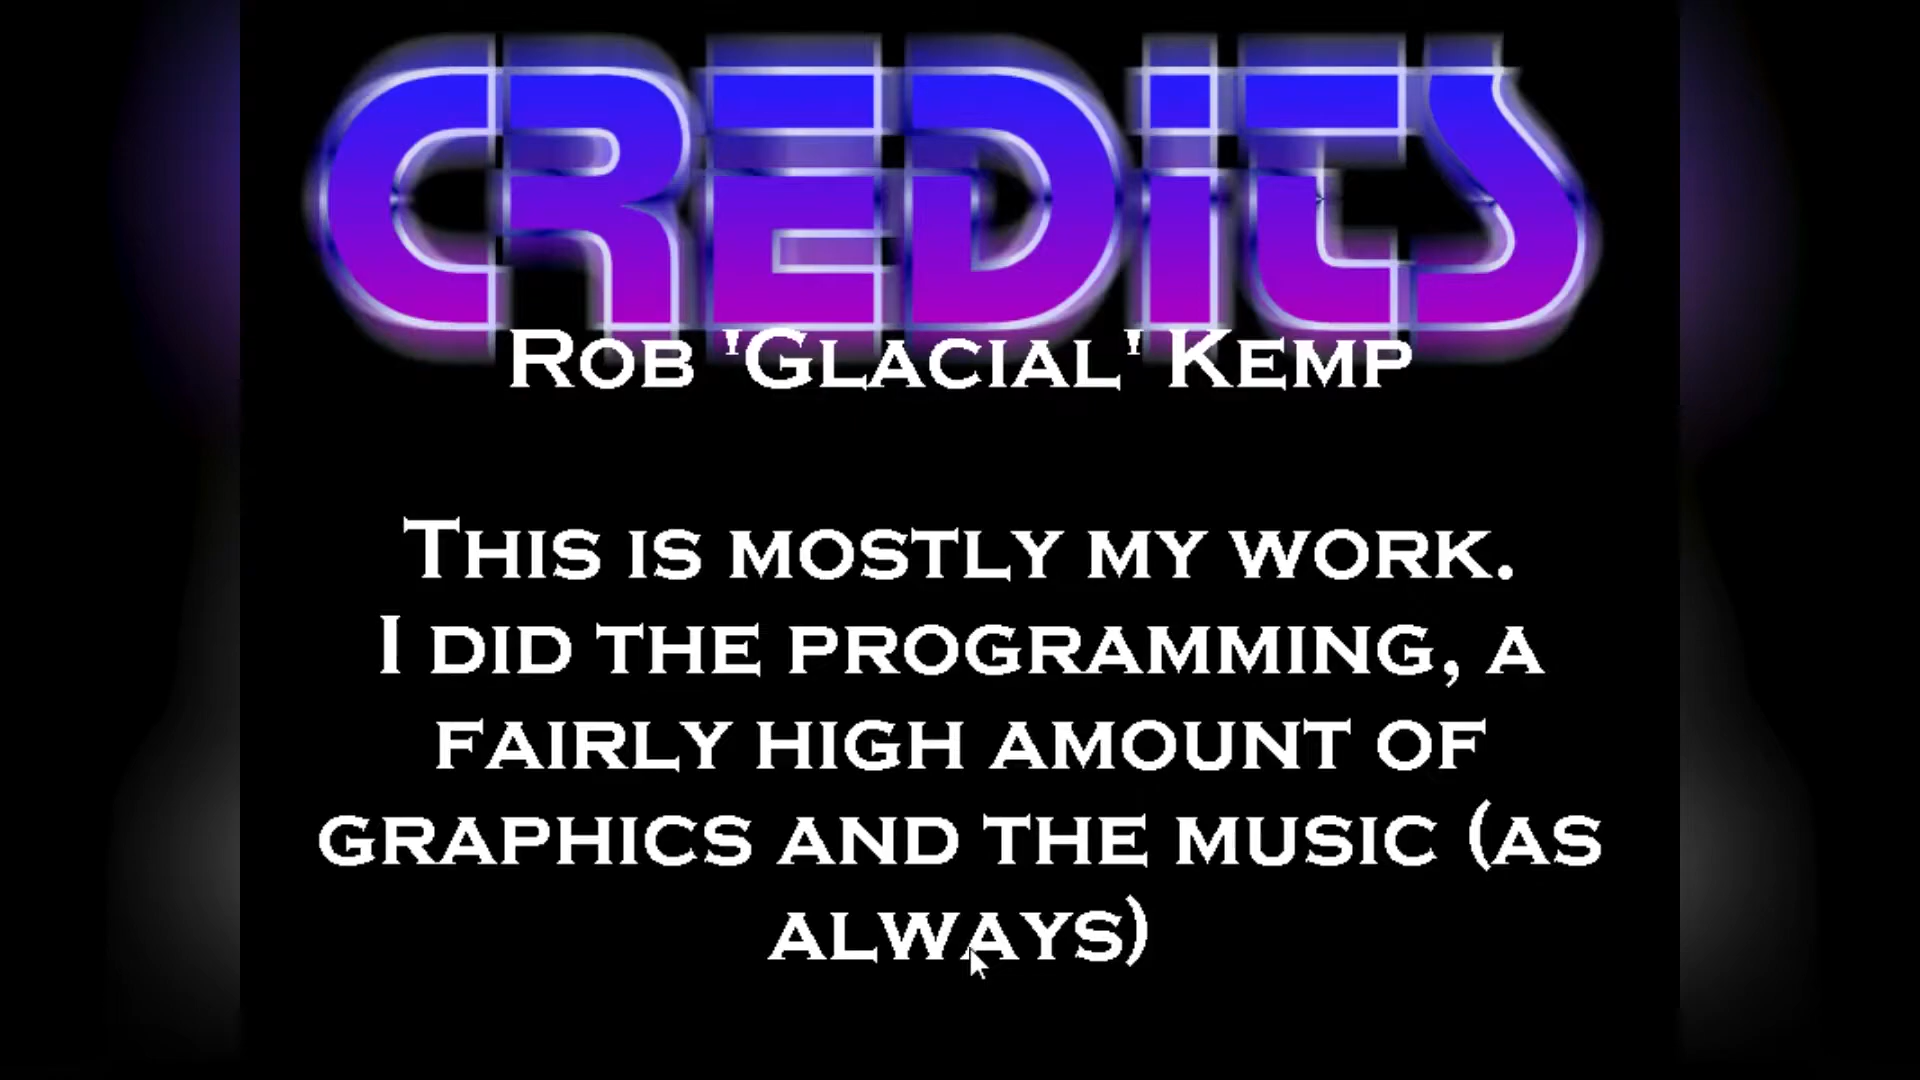 CREDiTS
Rob 'Glacial' Kemp
This is mostly my work.
I did the programming, a
fairly high amount of
graphics and the music (as
always)